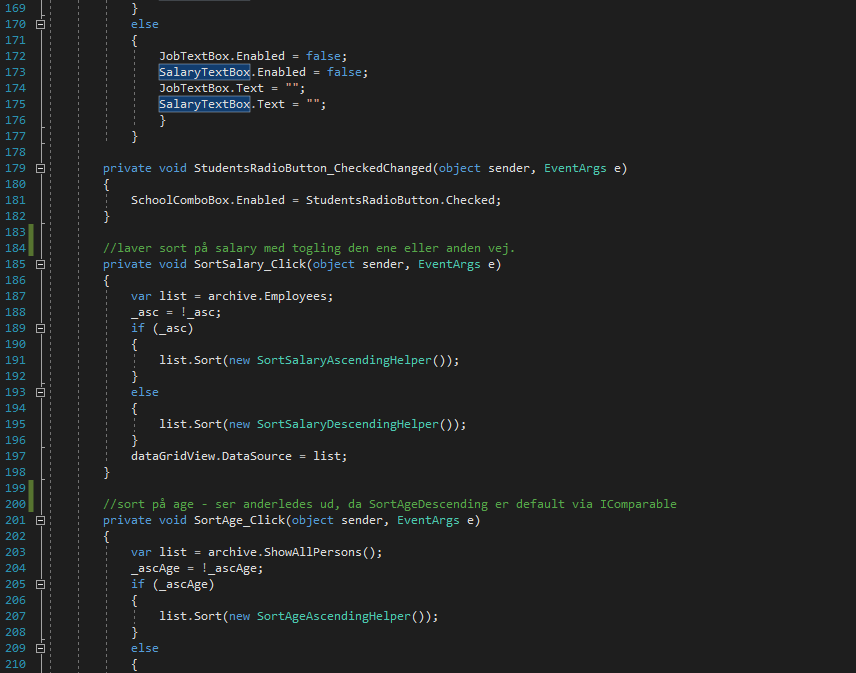 169 }
170 else
171 {
172 JobTextBox.Enabled = false;
173 SalaryTextBox.Enabled = false;
174 JobTextBox.Text = "";
175 SalaryTextBox.Text = "";
176 }
177 }
178
179 private void StudentsRadioButton_CheckedChanged(object sender, EventArgs e)
180 {
181 SchoolComboBox.Enabled = StudentsRadioButton.Checked;
182 }
183
184 //laver sort på salary med togling den ene eller anden vej.
185 private void SortSalary_Click(object sender, EventArgs e)
186 {
187 var list = archive.Employees;
188 _asc = !_asc;
189 if (_asc)
190 {
191 list.Sort(new SortSalaryAscendingHelper());
192 }
193 else
194 {
195 list.Sort(new SortSalaryDescendingHelper());
196 }
197 dataGridView.DataSource = list;
198 }
199
200 //sort på age - ser anderledes ud, da SortAgeDescending er default via IComparable
201 private void SortAge_Click(object sender, EventArgs e)
202 {
203 var list = archive.ShowAllPersons();
204 _ascAge = !_ascAge;
205 if (_ascAge)
206 {
207 list.Sort(new SortAgeAscendingHelper());
208 }
209 else
210 {